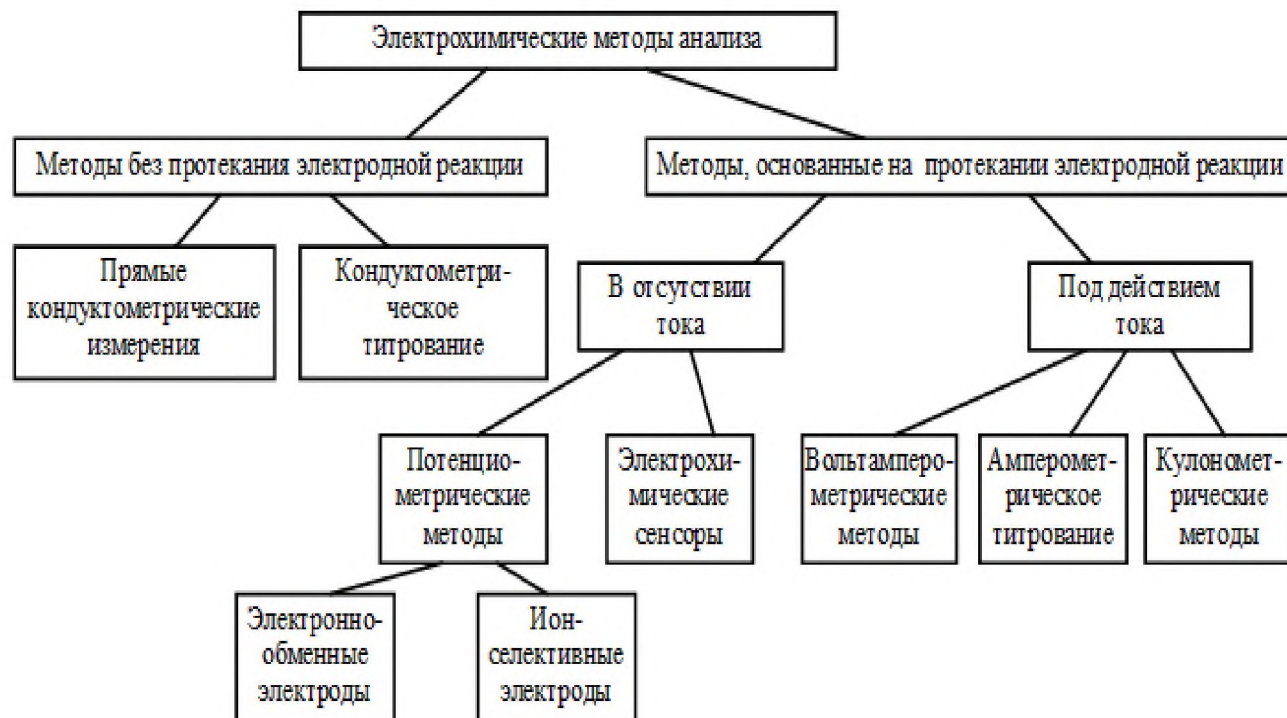 Электрохимические методы анализа
Методы без протекания электродной реакции
Методы, основанные на протекании электродной реакции
Прямые
кондуктометрические
измерения
Кондуктометри-
ческое
титрование
В отсутствии
тока
Под действием
тока
Потенцио-
метрические
методы
Электрохи-
мические
сенсоры
Вольтамперо-
метрические
методы
Амперомет-
рическое
титрование
Кулономет-
рические
методы
Электронно-
обменные
электроды
Ион-
селективные
электроды